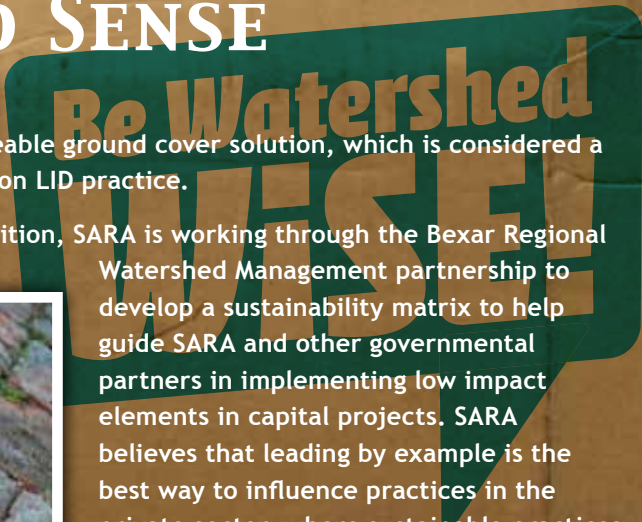 SENSE
Be Watershed
WiSE!
ground cover solution, which is considered a
LID practice.
SARA is working through the Bexar Regional
Watershed Management partnership to
develop a sustainability matrix to help
guide SARA and other governmental
partners in implementing low impact
elements in capital projects. SARA
believes that leading by example is the
best way to influence practices in the